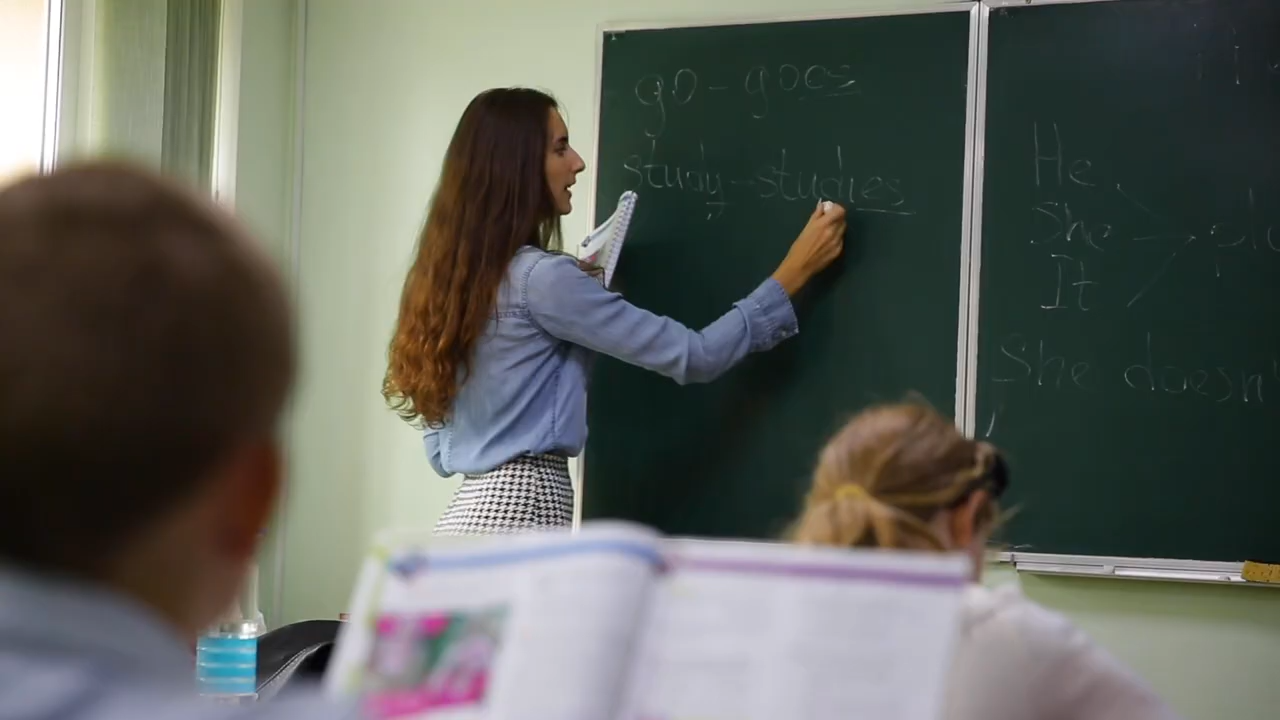 go - goes
study - studies
He
She →
It
She doesn'